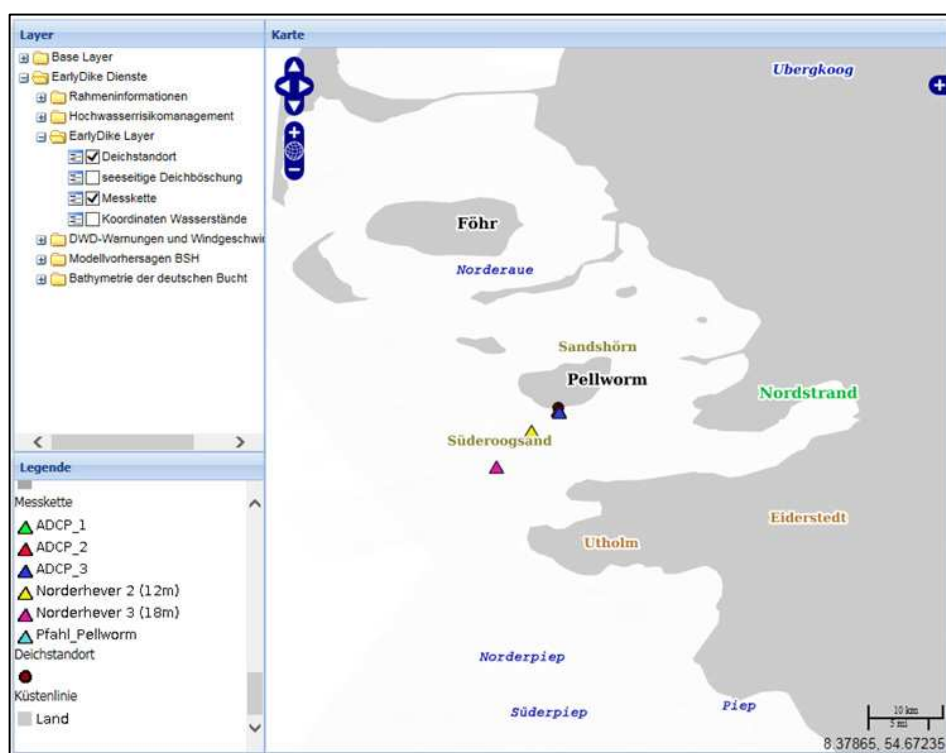 Layer
Base Layer
EarlyDike Dienste
Rahmeninformationen
Hochwasserrisikomanagement
EarlyDike Layer
Deichstandort
seeseitige Deichböschung
Messkette
Koordinaten Wasserstände
DWD-Warnungen und Windgeschwi
Modellvorhersagen BSH
Bathymetrie der deutschen Bucht
Legende
Messkette
ADCP_1
ADCP_2
ADCP_3
Norderhever 2 (12m)
Norderhever 3 (18m)
Pfahl_Pellworm
Deichstandort
Küstenlinie
Land
Karte
Ubergkoog
Föhr
Norderaue
Sandshörn
Pellworm
Nordstrand
Süderoogsand
Eiderstedt
Utholm
Norderpiep
Piep
Süderpiep
10 km
5 mi
8.37865, 54.67235